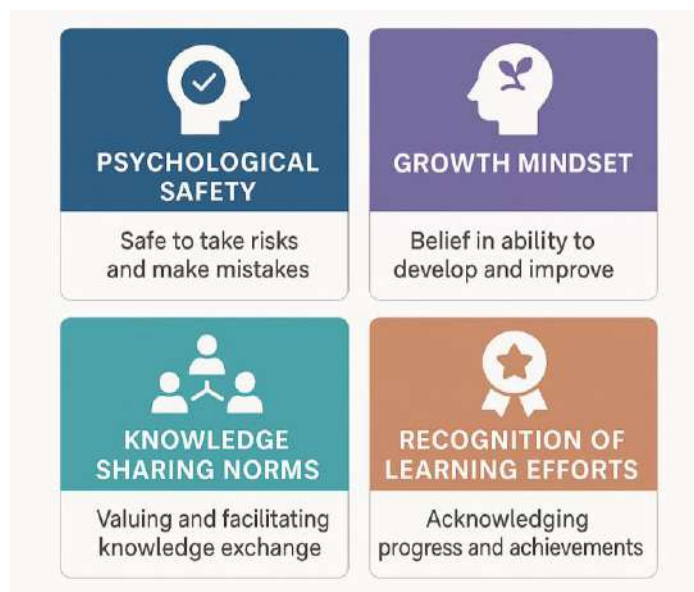 PSYCHOLOGICAL
SAFETY
Safe to take risks
and make mistakes
GROWTH MINDSET
Belief in ability to
develop and improve
KNOWLEDGE
SHARING NORMS
Valuing and facilitating
knowledge exchange
RECOGNITION OF
LEARNING EFFORTS
Acknowledging
progress and achievements